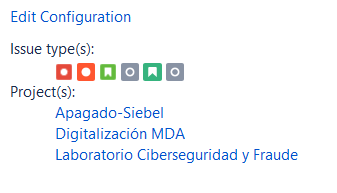 Edit Configuration
Issue type(s):
Project(s):
Apagado-Siebel
Digitalización MDA
Laboratorio Ciberseguridad y Fraude